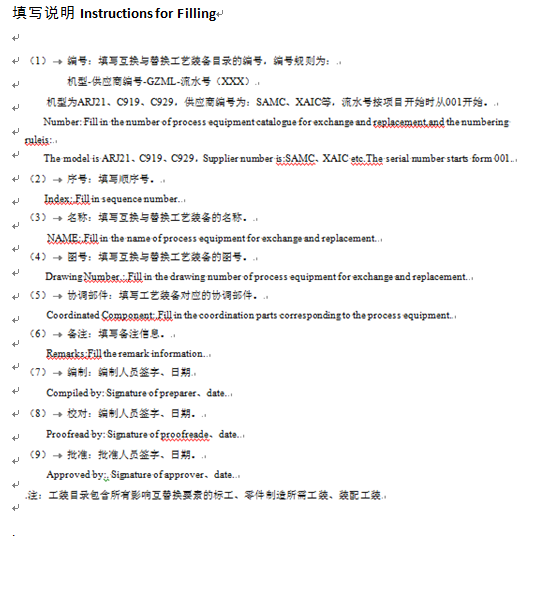 填写说明 Instructions for Filling
（1）→ 编号：填写互换与替换工艺装备目录的编号，编号规则为：
机型-供应商编号-GZML-流水号（XXX）
机型为ARJ21、C919、C929，供应商编号为：SAMC、XAIC等，流水号按项目开始时从001开始。
Number: Fill in the number of process equipment catalogue for exchange and replacement,and the numbering
ruleis:
The model is ARJ21、C919、C929，Supplier number is:SAMC、XAIC etc.The serial number starts form 001.
（2）→ 序号：填写顺序号。
Index: Fill in sequence number.
（3）→ 名称：填写互换与替换工艺装备的名称。
NAME: Fill in the name of process equipment for exchange and replacement.
（4）→ 图号：填写互换与替换工艺装备的图号。
Drawing Number : Fill in the drawing number of process equipment for exchange and replacement.
（5）→ 协调部件：填写工艺装备对应的协调部件。
Coordinated Component: Fill in the coordination parts corresponding to the process equipment.
（6）→ 备注：填写备注信息。
Remarks:Fill the remark information.
（7）→ 编制：编制人员签字、日期
Compiled by: Signature of preparer、date.
（8）→ 校对：编制人员签字、日期。
Proofread by: Signature of proofreade、date.
（9）→ 批准：批准人员签字、日期。
Approved by: Signature of approver、date.
注：工装目录包含所有影响互替换要素的标工、零件制造所需工装、装配工装